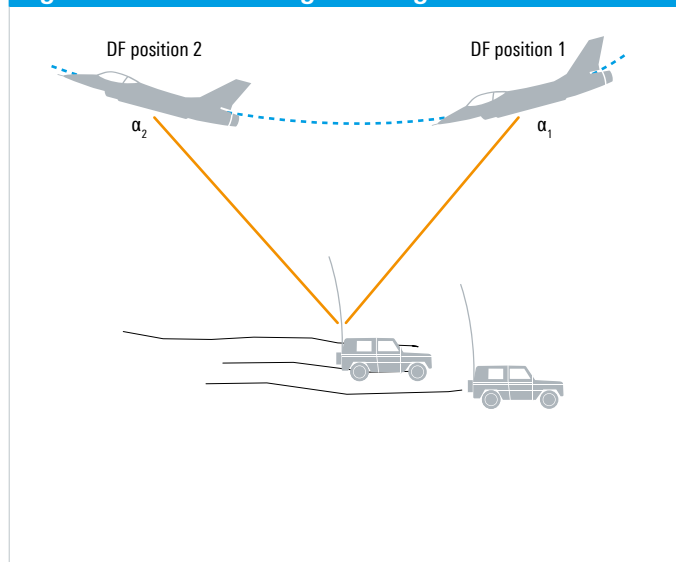 DF position 2
DF position 1
α₂
α₁